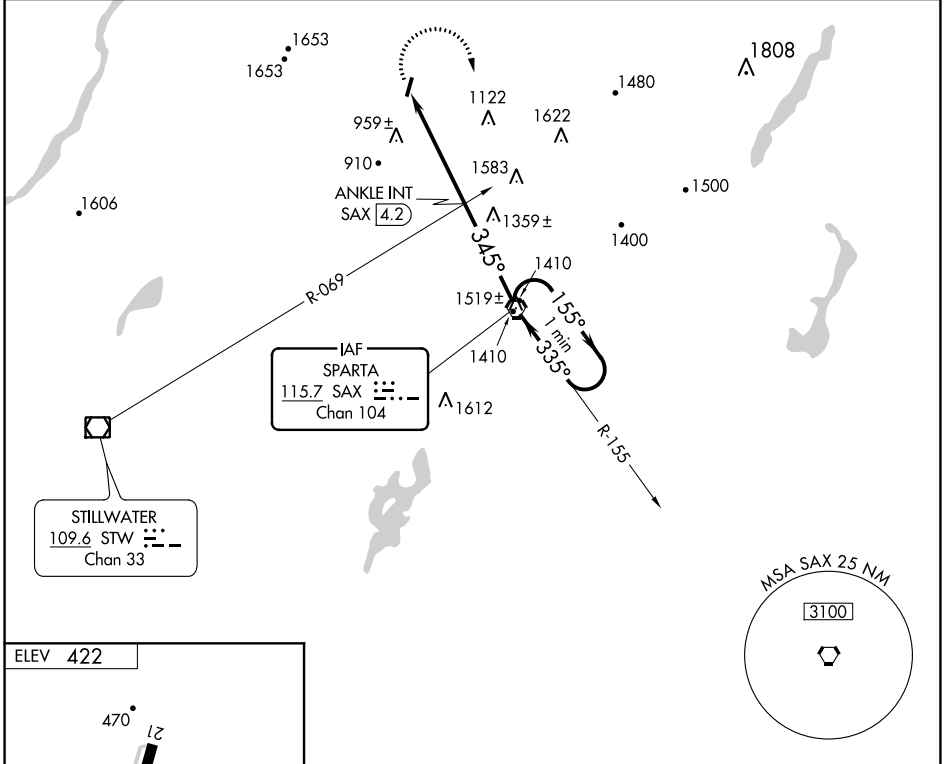 1653
1653
1808
1480
1122
1622
959±
910
1583
1500
ANKLE INT
SAX 4.2
1606
1359±
1400
345°
R-069
1410
1519±
155°
1 min
335°
1410
IAF
SPARTA
115.7 SAX
Chan 104
1612
R-155
STILLWATER
109.6 STW
Chan 33
MSA SAX 25 NM
3100
ELEV 422
470
21